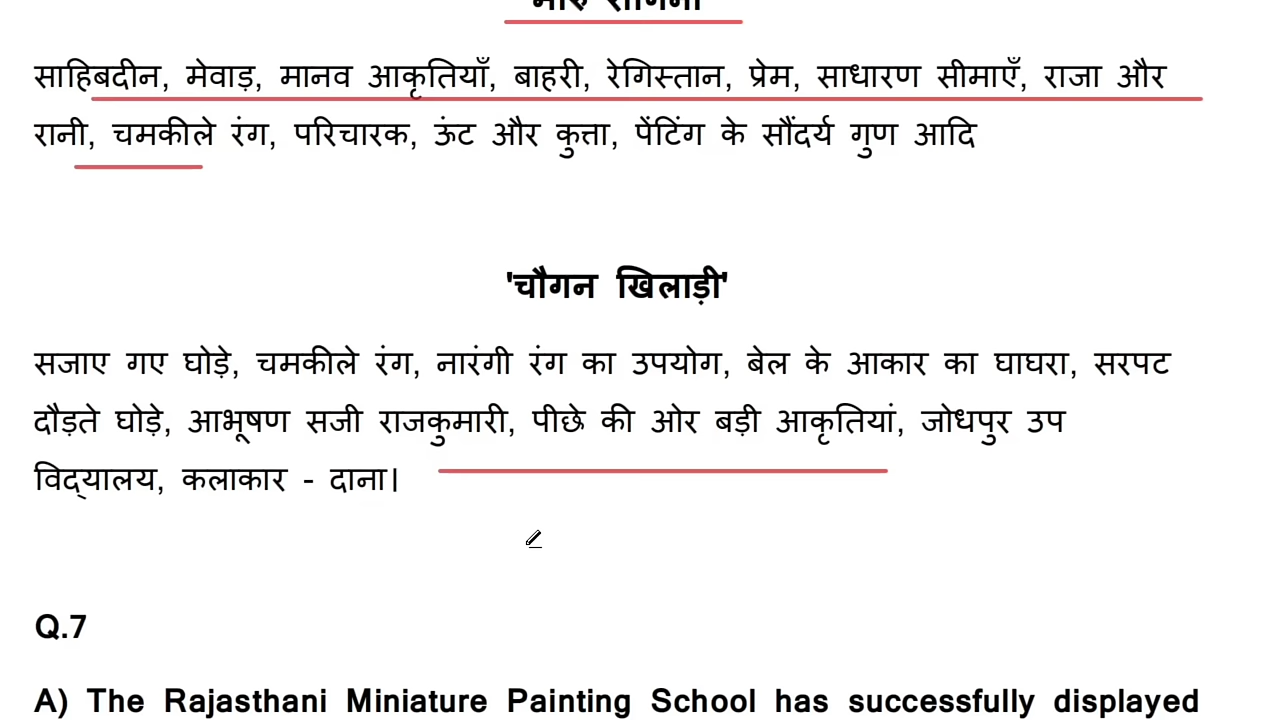 साहिबदीन, मेवाड़, मानव आकृतियाँ, बाहरी, रेगिस्तान, प्रेम, साधारण सीमाएँ, राजा और
रानी, चमकीले रंग, परिचारक, ऊंट और कुत्ता, पेंटिंग के सौंदर्य गुण आदि
'चौगन खिलाड़ी'
सजाए गए घोड़े, चमकीले रंग, नारंगी रंग का उपयोग, बेल के आकार का घाघरा, सरपट
दौड़ते घोड़े, आभूषण सजी राजकुमारी, पीछे की ओर बड़ी आकृतियां, जोधपुर उप
विद्यालय, कलाकार - दाना।
Q.7
A) The Rajasthani Miniature Painting School has successfully displayed